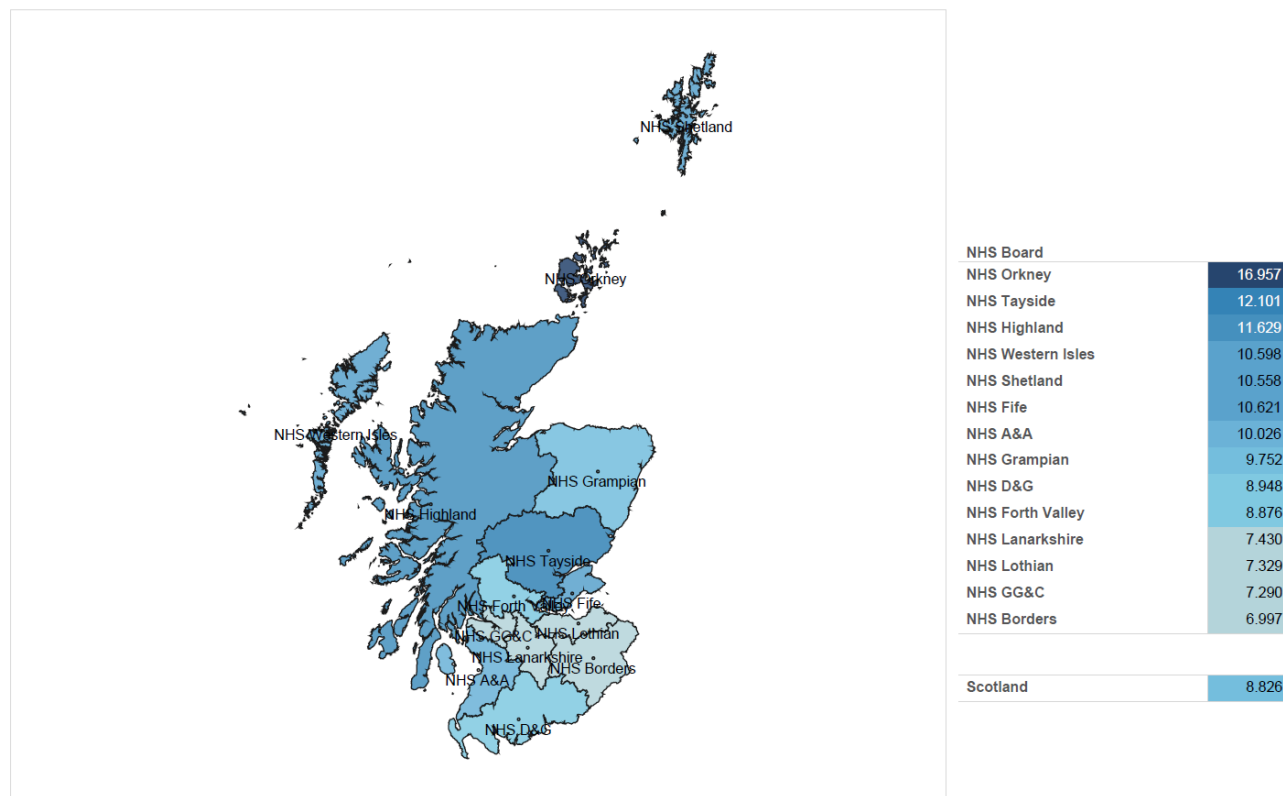 NHS Shetland
NHS Orkney
NHS Western Isles
NHS Grampian
NHS Highland
NHS Tayside
NHS Forth Valley
NHS Fife
NHS GG&C
NHS Lothian
NHS Lanarkshire
NHS Borders
NHS A&A
NHS D&G
NHS Board
NHS Orkney 16.957
NHS Tayside 12.101
NHS Highland 11.629
NHS Western Isles 10.598
NHS Shetland 10.558
NHS Fife 10.621
NHS A&A 10.026
NHS Grampian 9.752
NHS D&G 8.948
NHS Forth Valley 8.876
NHS Lanarkshire 7.430
NHS Lothian 7.329
NHS GG&C 7.290
NHS Borders 6.997
Scotland 8.826